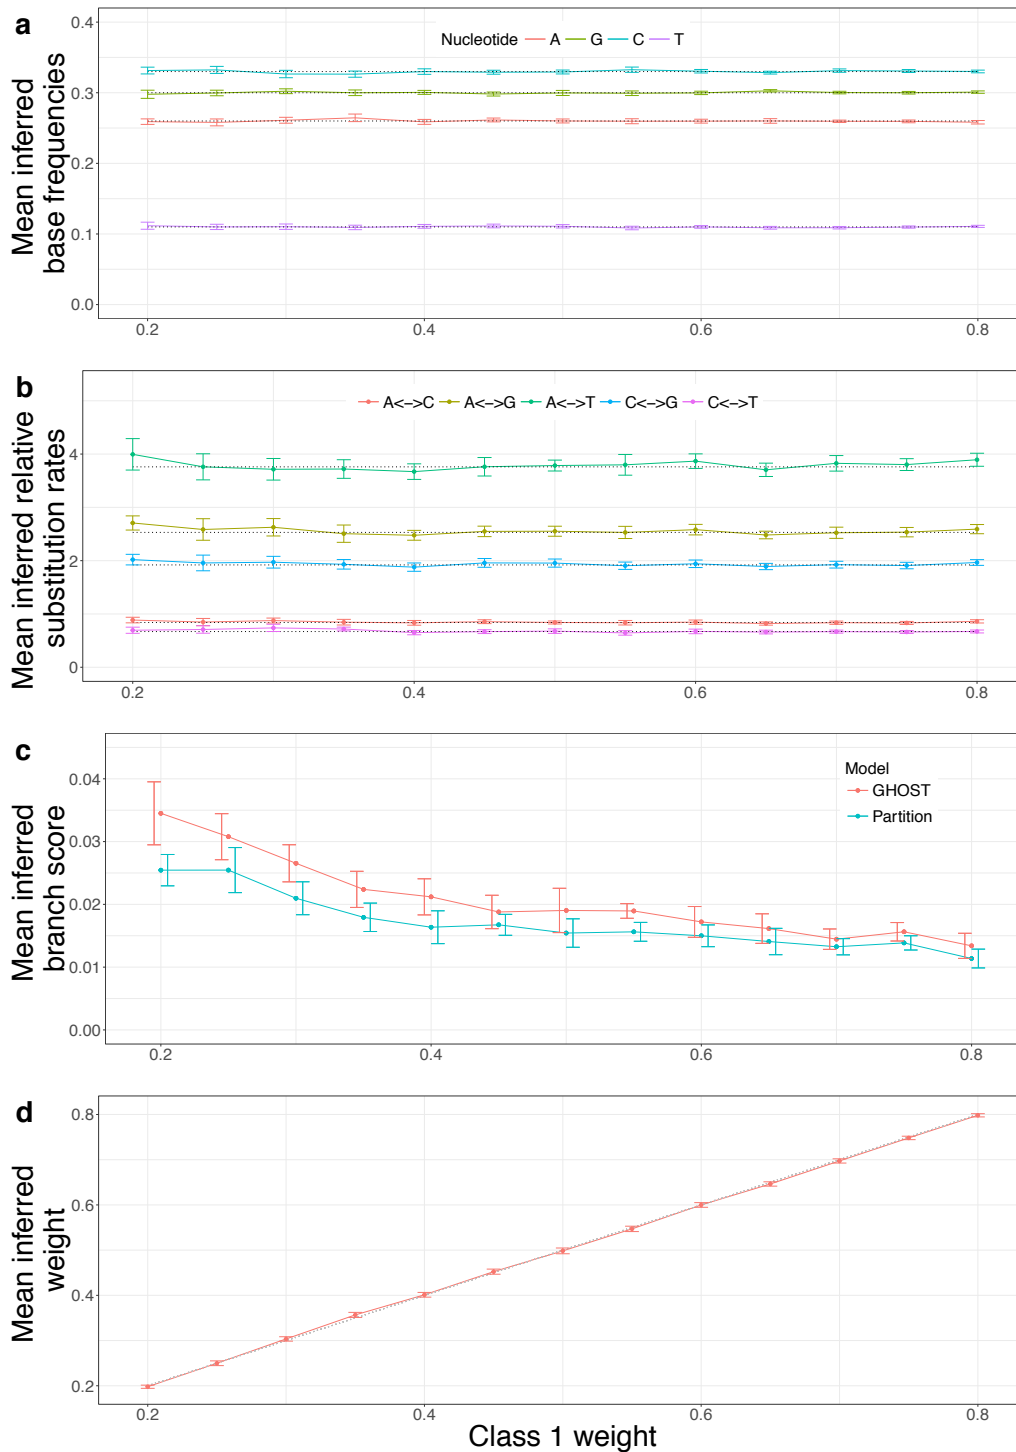 a
Mean inferred
base frequencies
Nucleotide A G C T
0.4
0.3
0.2
0.1
0.0
0.2 0.4 0.6 0.8
b
Mean inferred relative
substitution rates
A<->C A<->G A<->T C<->G C<->T
4
2
0
0.2 0.4 0.6 0.8
c
Mean inferred
branch score
Model
GHOST
Partition
0.04
0.03
0.02
0.01
0.00
0.2 0.4 0.6 0.8
d
Mean inferred
weight
0.8
0.6
0.4
0.2
0.2 0.4 0.6 0.8
Class 1 weight